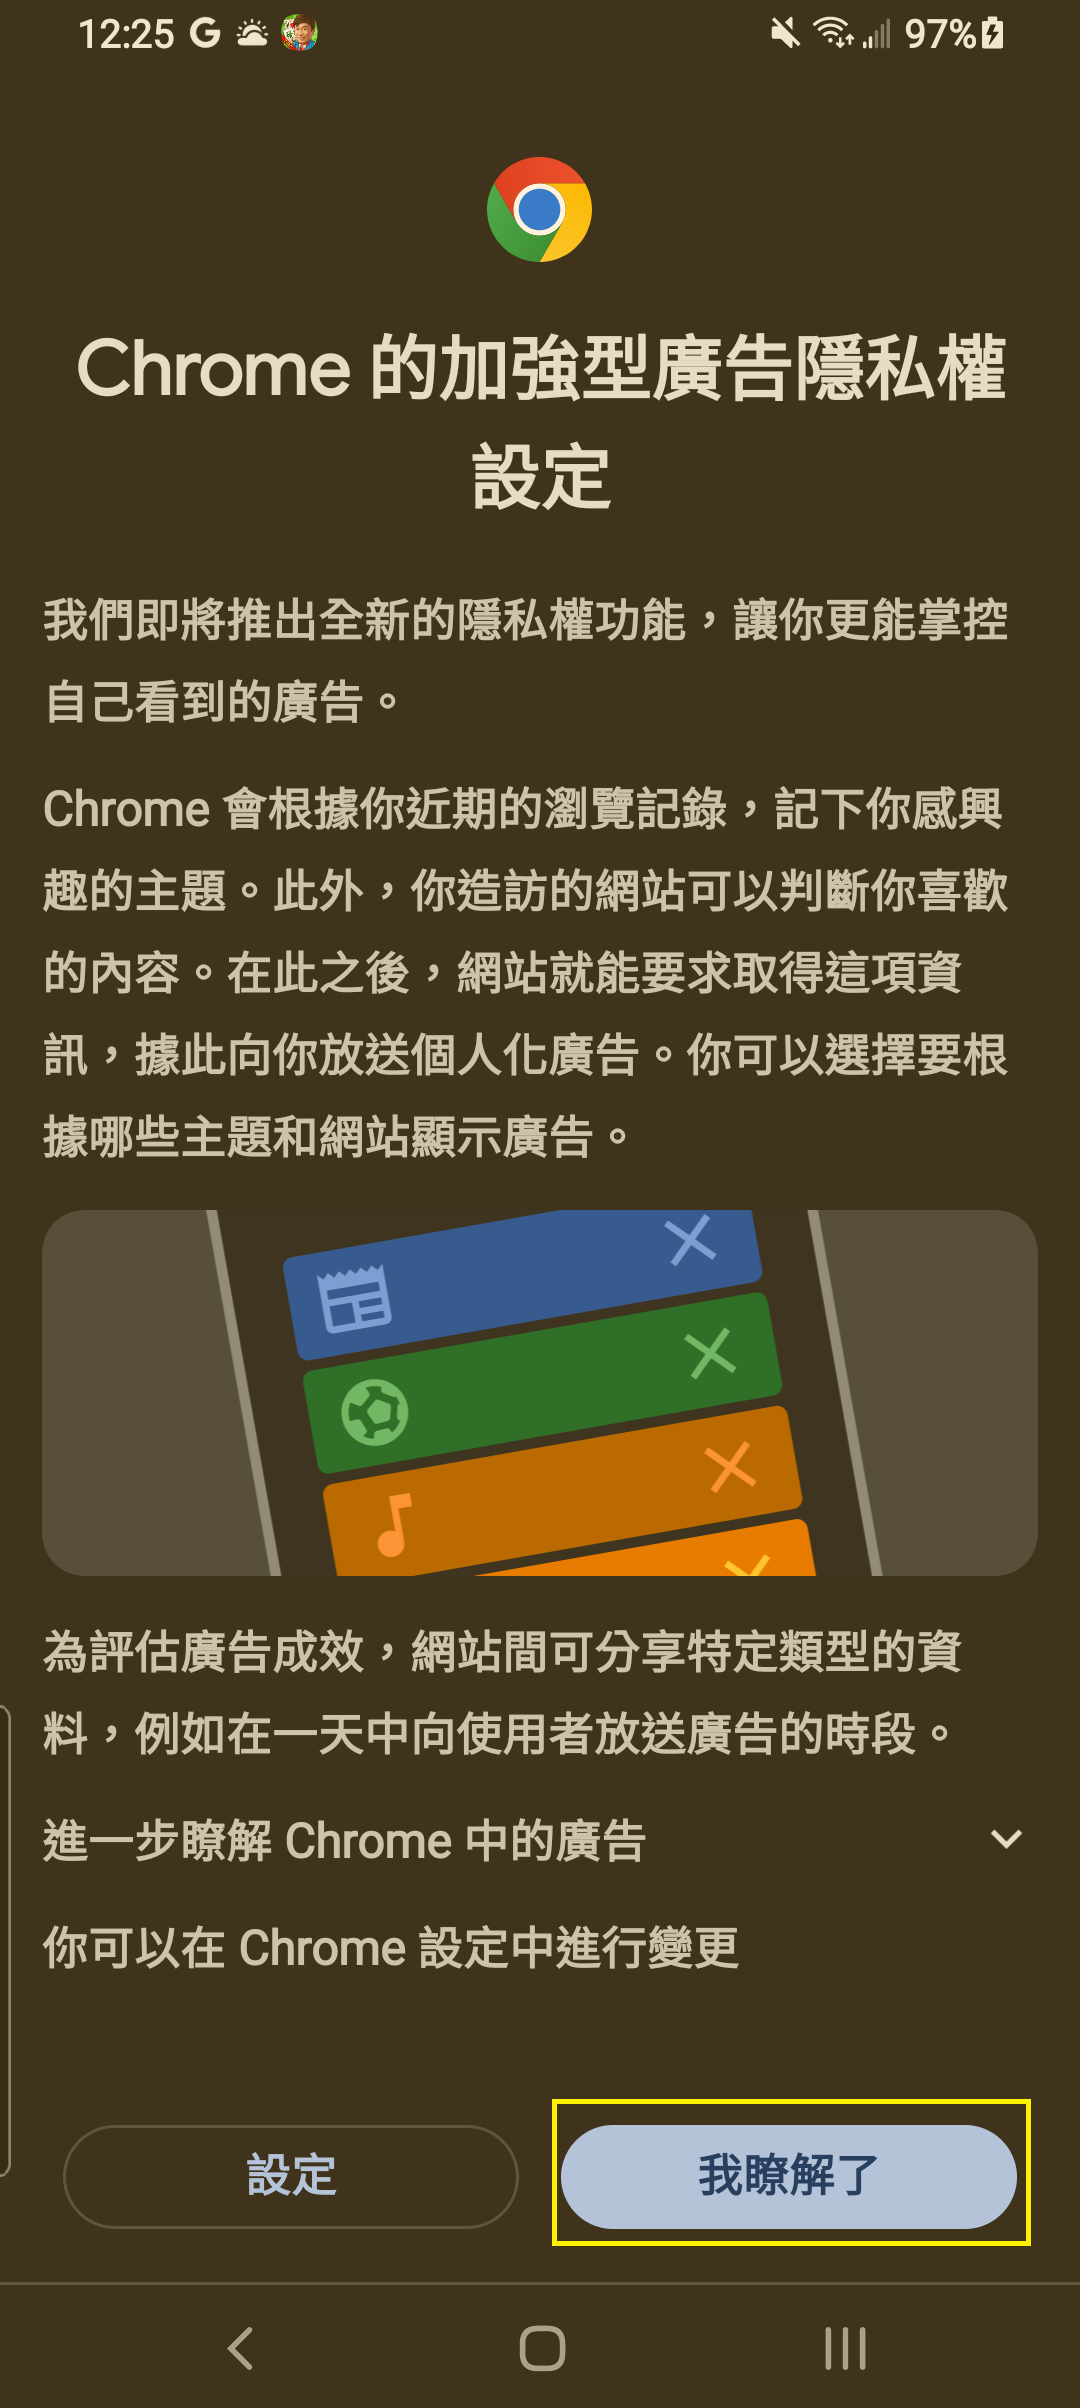 12:25
97%
Chrome 的加強型廣告隱私權
設定
我們即將推出全新的隱私權功能，讓你更能掌控
自己看到的廣告。
Chrome 會根據你近期的瀏覽記錄，記下你感興
趣的主題。此外，你造訪的網站可以判斷你喜歡
的內容。在此之後，網站就能要求取得這項資
訊，據此向你放送個人化廣告。你可以選擇要根
據哪些主題和網站顯示廣告。
為評估廣告成效，網站間可分享特定類型的資
料，例如在一天中向使用者放送廣告的時段。
進一步瞭解 Chrome 中的廣告
你可以在 Chrome 設定中進行變更
設定
我瞭解了